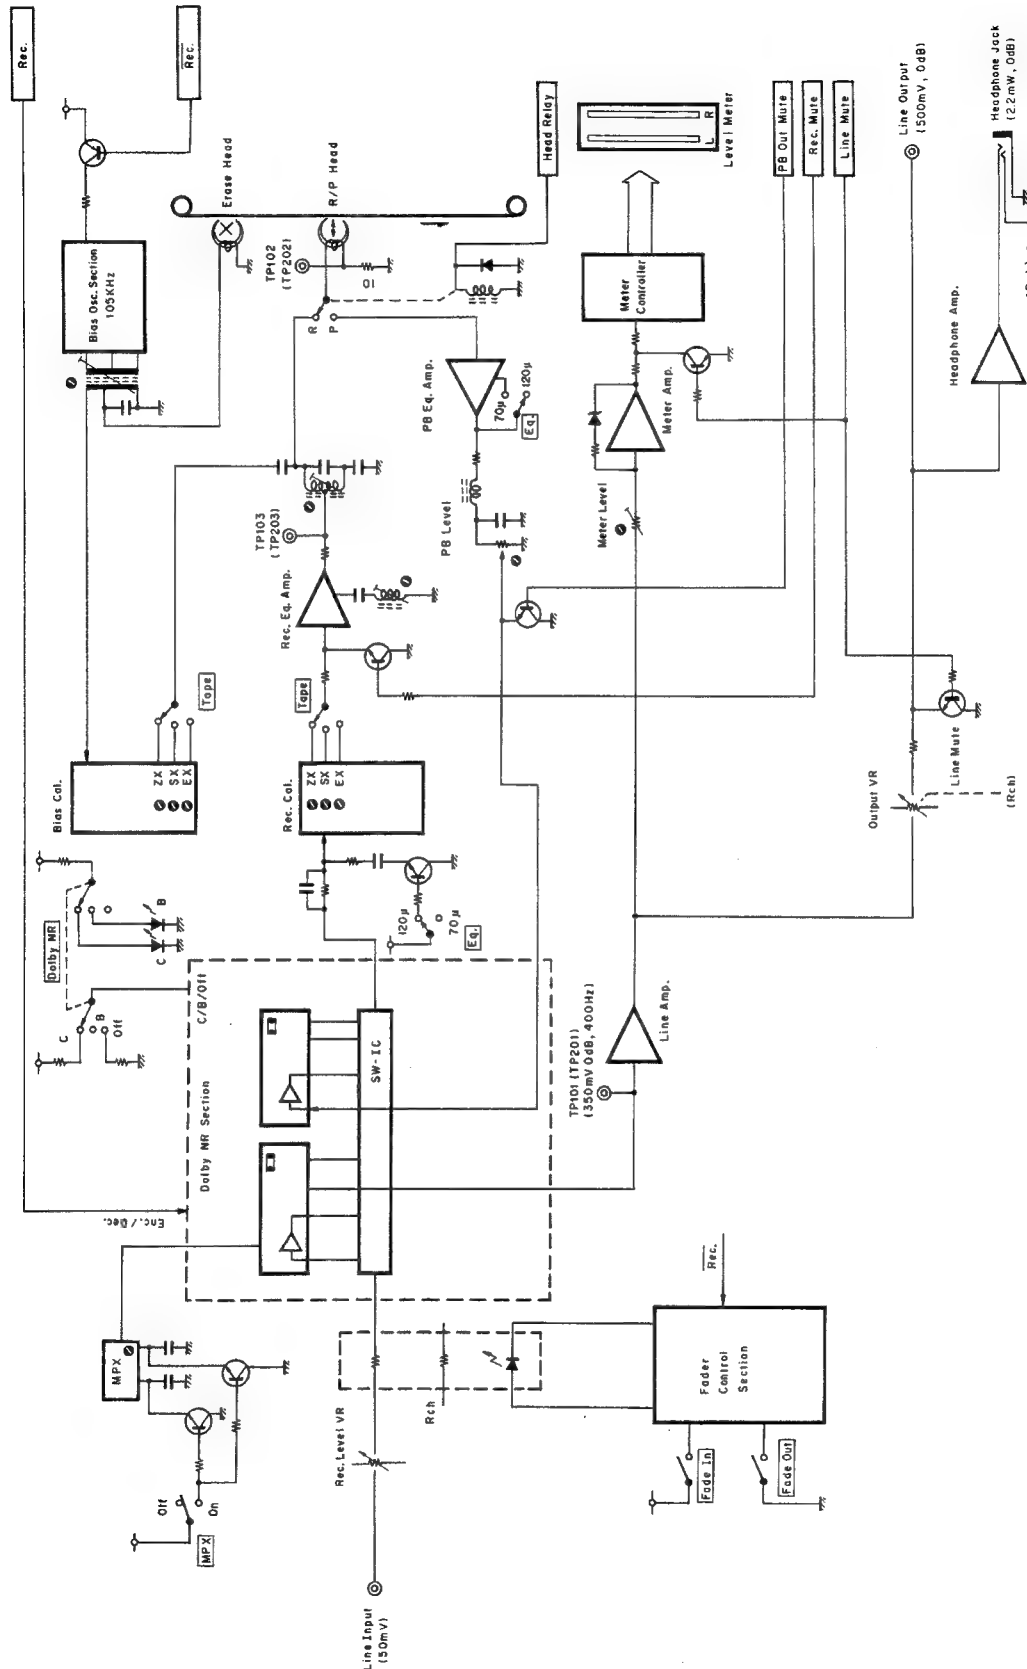 Rec.
Rec.
Bias Osc. Section
105KHz
Erase Head
R/P Head
TP102
(TP202)
10
R
P
Head Relay
Level Meter
L
R
Meter
Controller
PB Out Mute
Rec. Mute
Line Mute
Line Output
(500mV, 0dB)
Headphone Jack
(2.2mW, 0dB)
Headphone Amp.
Meter Amp.
Meter Level
PB Eq. Amp.
70μ
120μ
Eq.
PB Level
TP103
(TP203)
Rec. Eq. Amp.
Tape
Tape
Bias Cal.
ZX
SX
EX
Rec. Cal.
ZX
SX
EX
120μ
70μ
Eq.
Dolby NR
C
B
C
B
Off
C/B/Off
Dolby NR Section
SW-IC
Enc./Dec.
TP101 (TP201)
(350mV 0dB, 400Hz)
Line Amp.
Output VR
(Rch)
Line Mute
MPX
Off
On
MPX
Rec. Level VR
Rch
Line Input
(50mV)
Rec.
Fader
Control
Section
Fade In
Fade Out